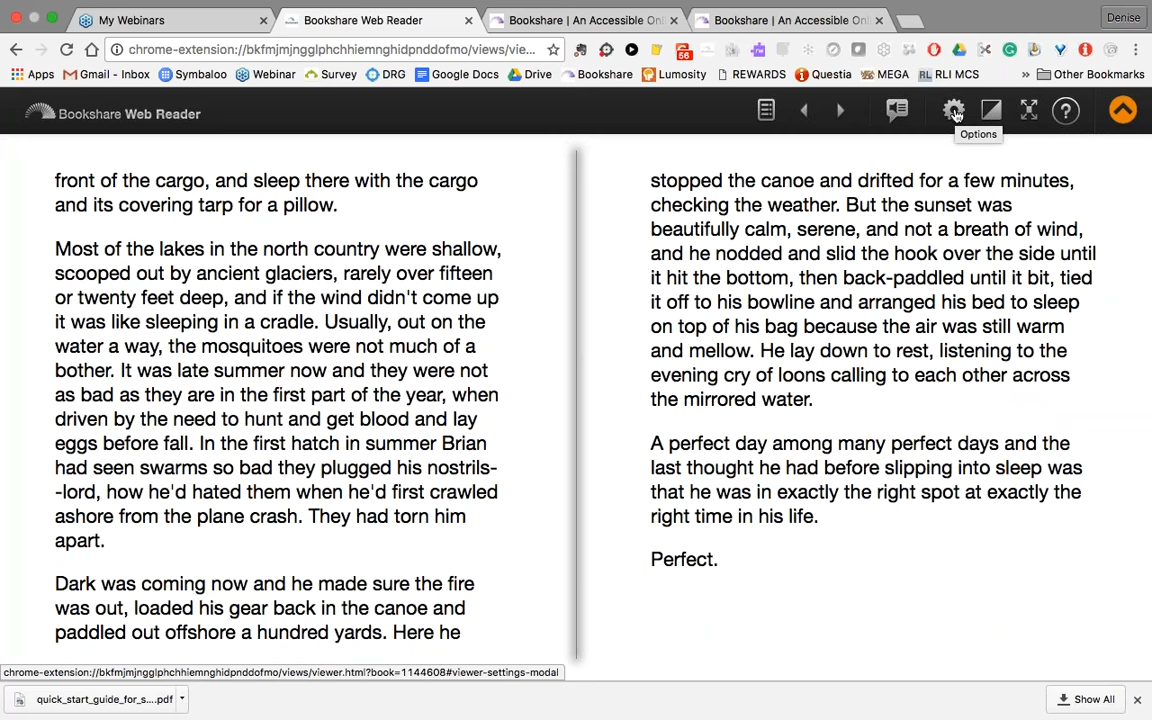 My Webinars
Bookshare Web Reader
Bookshare | An Accessible Onl
Bookshare | An Accessible Onl
Denise
chrome-extension://bkfmjmjngglphchhiemnghidpnddofmo/views/vie...
56
Apps
Gmail - Inbox
Symbaloo
Webinar
Survey
DRG
Google Docs
Drive
Bookshare
Lumosity
REWARDS
Questia
MEGA
RL RLI MCS
»
Other Bookmarks
Bookshare Web Reader
Options
front of the cargo, and sleep there with the cargo
and its covering tarp for a pillow.
Most of the lakes in the north country were shallow,
scooped out by ancient glaciers, rarely over fifteen
or twenty feet deep, and if the wind didn't come up
it was like sleeping in a cradle. Usually, out on the
water a way, the mosquitoes were not much of a
bother. It was late summer now and they were not
as bad as they are in the first part of the year, when
driven by the need to hunt and get blood and lay
eggs before fall. In the first hatch in summer Brian
had seen swarms so bad they plugged his nostrils-
-lord, how he'd hated them when he'd first crawled
ashore from the plane crash. They had torn him
apart.
Dark was coming now and he made sure the fire
was out, loaded his gear back in the canoe and
paddled out offshore a hundred yards. Here he
stopped the canoe and drifted for a few minutes,
checking the weather. But the sunset was
beautifully calm, serene, and not a breath of wind,
and he nodded and slid the hook over the side until
it hit the bottom, then back-paddled until it bit, tied
it off to his bowline and arranged his bed to sleep
on top of his bag because the air was still warm
and mellow. He lay down to rest, listening to the
evening cry of loons calling to each other across
the mirrored water.
A perfect day among many perfect days and the
last thought he had before slipping into sleep was
that he was in exactly the right spot at exactly the
right time in his life.
Perfect.
chrome-extension://bkfmjmjngglphchhiemnghidpnddofmo/views/viewer.html?book=1144608#viewer-settings-modal
quick_start_guide_for_s....pdf
Show All